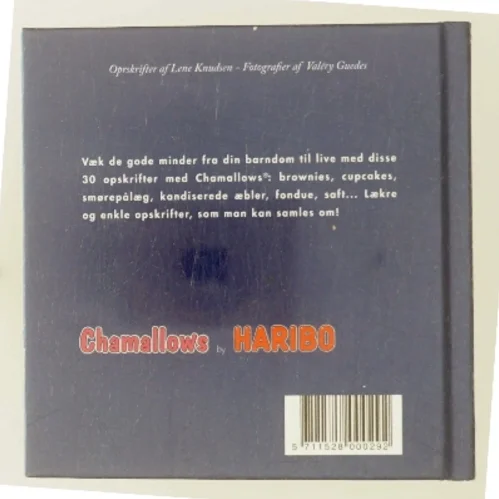 Opskrifter af Lene Knudsen - Fotografier af Valéry Guedes
Væk de gode minder fra din barndom til live med disse
30 opskrifter med Chamallows®: brownies, cupcakes,
smørepålæg, kandiserede æbler, fondue, saft... Lækre
og enkle opskrifter, som man kan samles om!
Chamallows by HARIBO
5 711528 000292